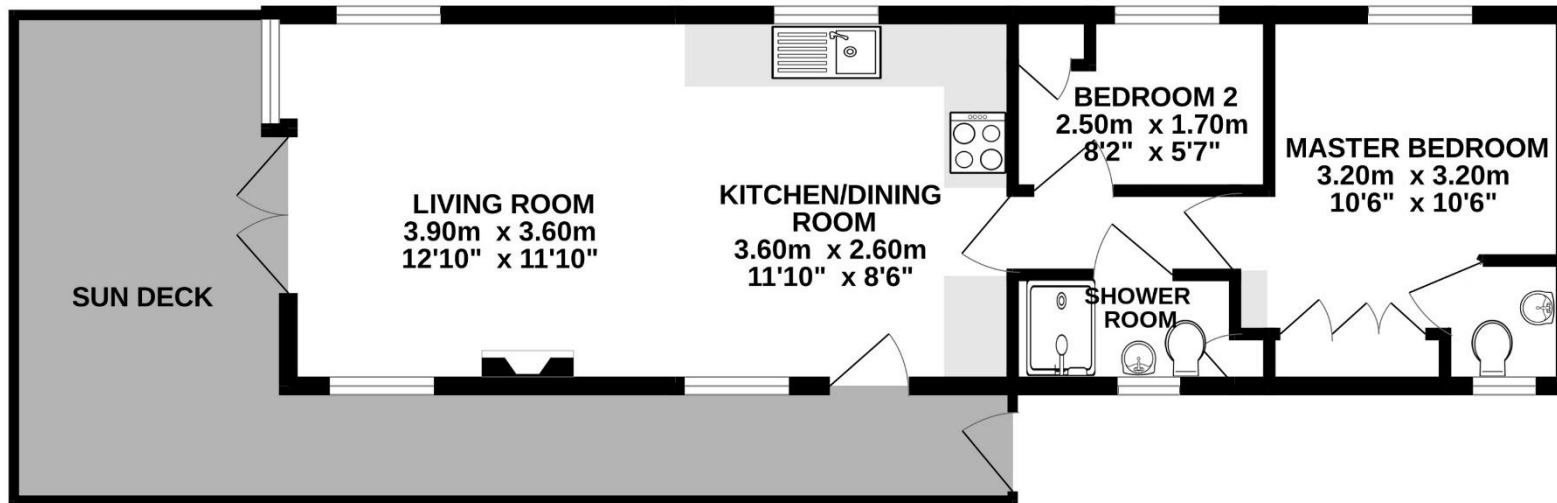 BEDROOM 2
2.50m x 1.70m
8'2" x 5'7"
MASTER BEDROOM
3.20m x 3.20m
10'6" x 10'6"
LIVING ROOM
3.90m x 3.60m
12'10" x 11'10"
KITCHEN/DINING
ROOM
3.60m x 2.60m
11'10" x 8'6"
SUN DECK
SHOWER
ROOM